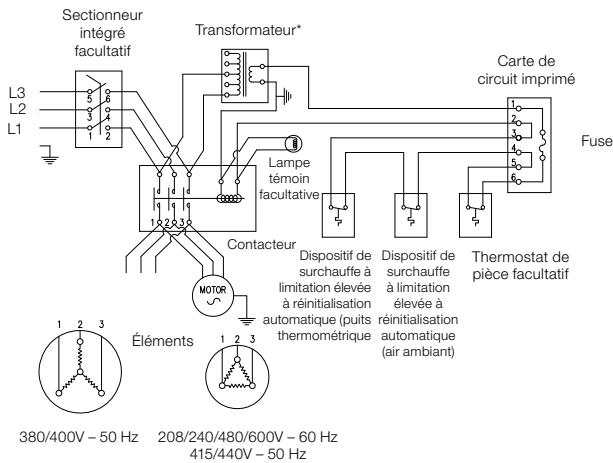 Sectionneur
intégré
facultatif
Transformateur*
Carte de
circuit imprimé
L3
L2
L1
5 6
3 4
1 2
1
2
3
4
5
6
Fuse
Lampe
témoin
facultative
1 2 3
Contacteur
Dispositif de
surchauffe à
limitation élevée
à réinitialisation
automatique (puits
thermométrique
Dispositif de
surchauffe
à limitation
élevée à
réinitialisation
automatique
(air ambiant)
Thermostat de
pièce facultatif
MOTOR
Éléments
1 2 3
1 2 3
380/400V – 50 Hz
208/240/480/600V – 60 Hz
415/440V – 50 Hz